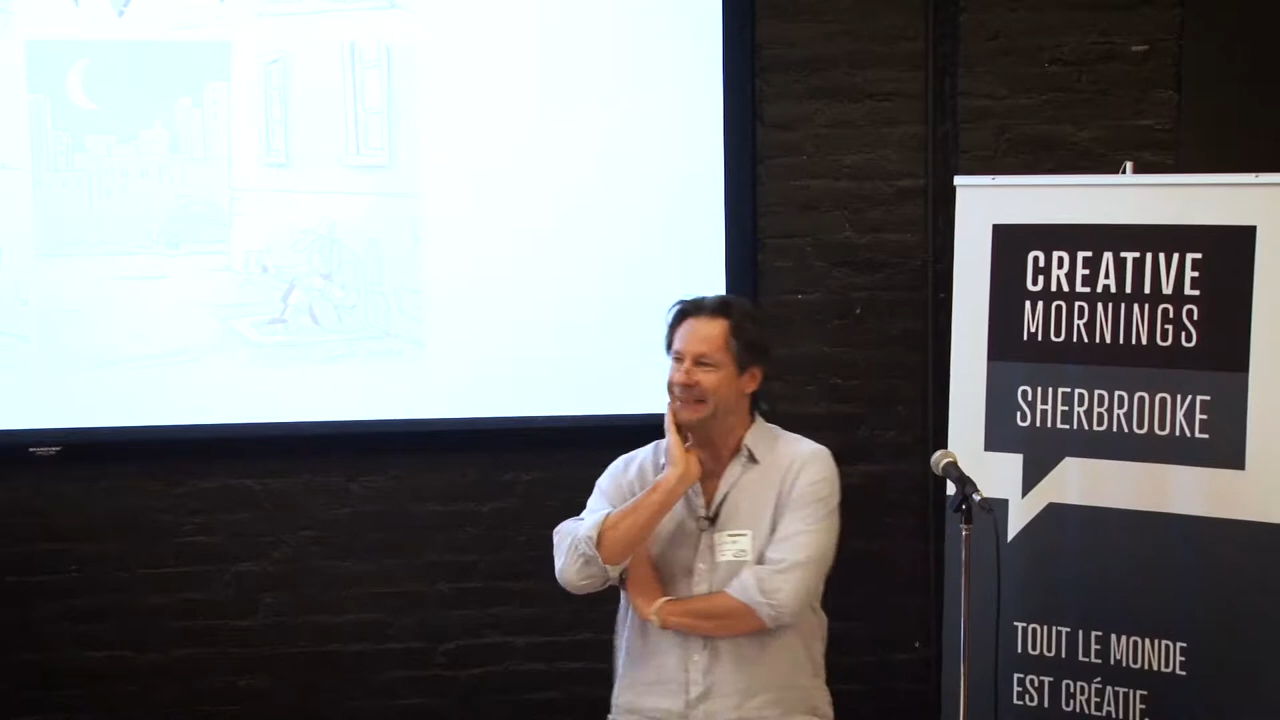 CREATIVE
MORNINGS
SHERBROOKE
TOUT LE MONDE
EST CRÉATIF.